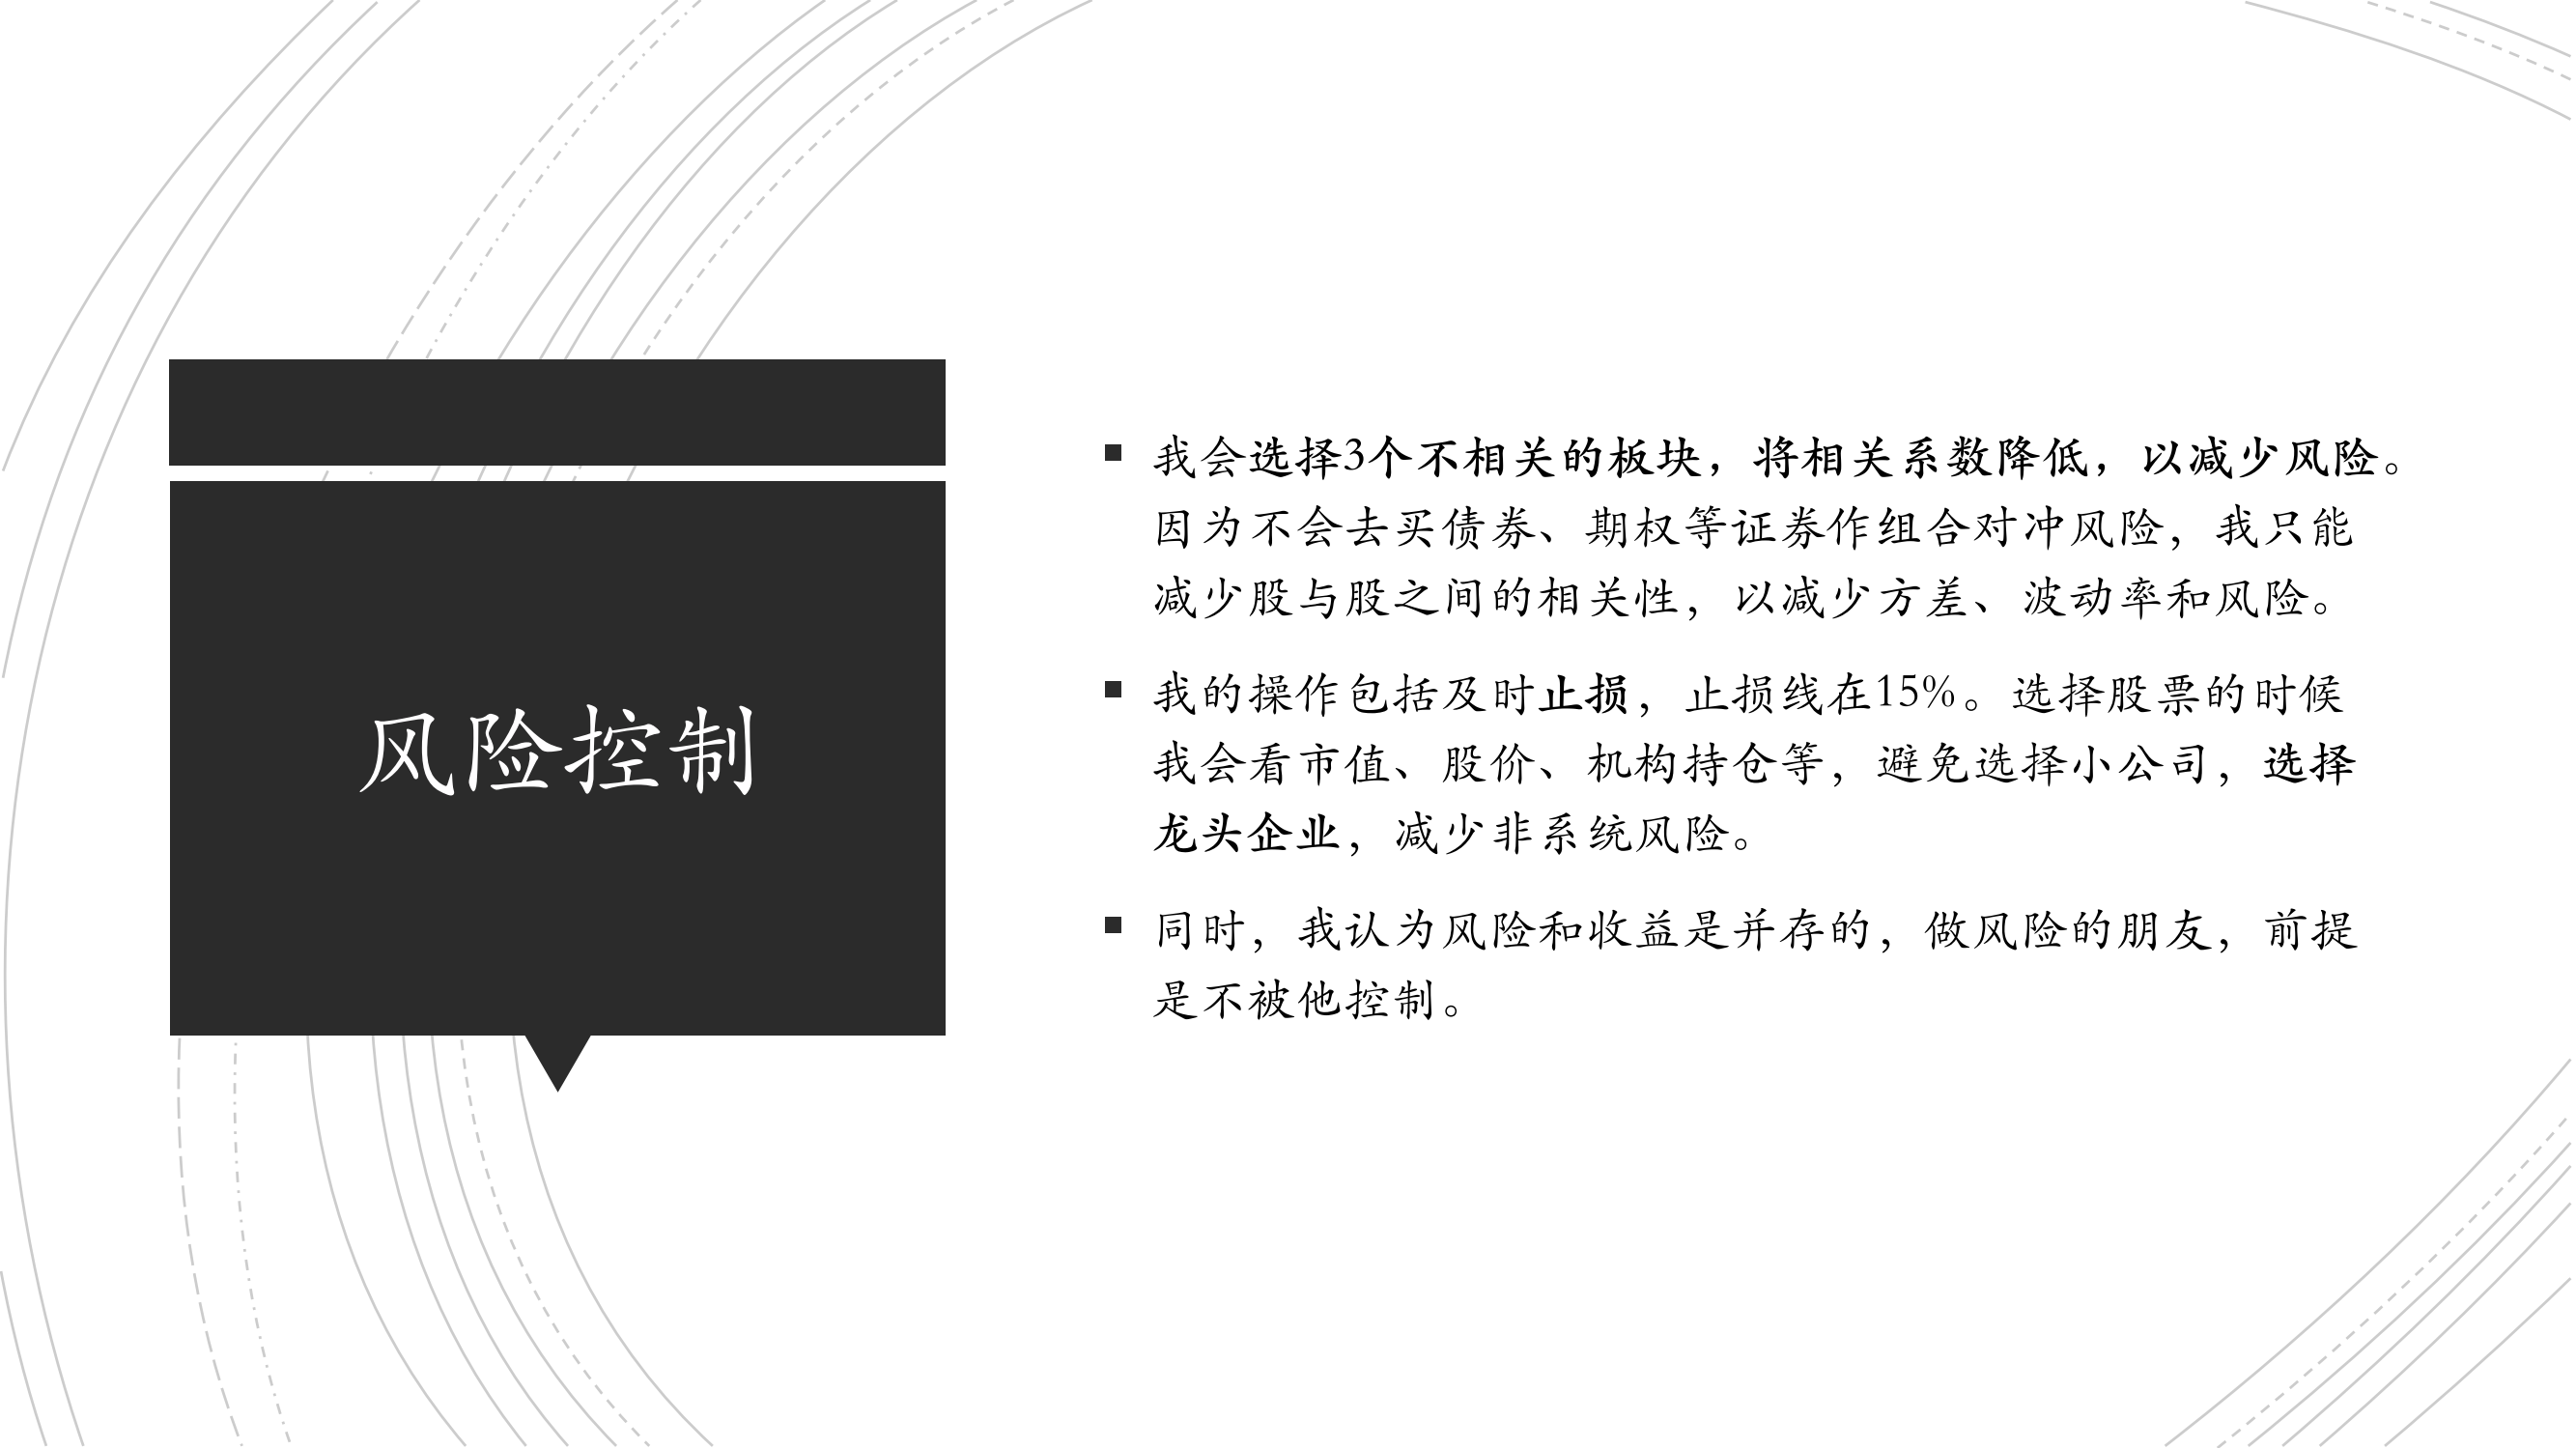 风险控制
我会选择3个不相关的板块，将相关系数降低，以减少风险。
因为不会去买债券、期权等证券作组合对冲风险，我只能
减少股与股之间的相关性，以减少方差、波动率和风险。
我的操作包括及时止损，止损线在15%。选择股票的时候
我会看市值、股价、机构持仓等，避免选择小公司，选择
龙头企业，减少非系统风险。
同时，我认为风险和收益是并存的，做风险的朋友，前提
是不被他控制。